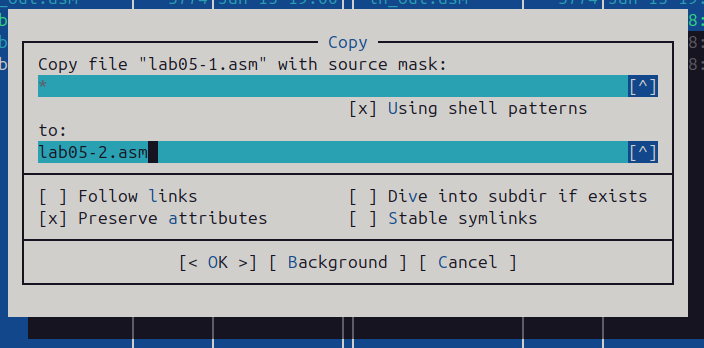 Copy
Copy file "lab05-1.asm" with source mask:
*
[^]
[x] Using shell patterns
to:
lab05-2.asm
[^]
[ ] Follow links
[ ] Dive into subdir if exists
[x] Preserve attributes
[ ] Stable symlinks
[< OK >] [ Background ] [ Cancel ]